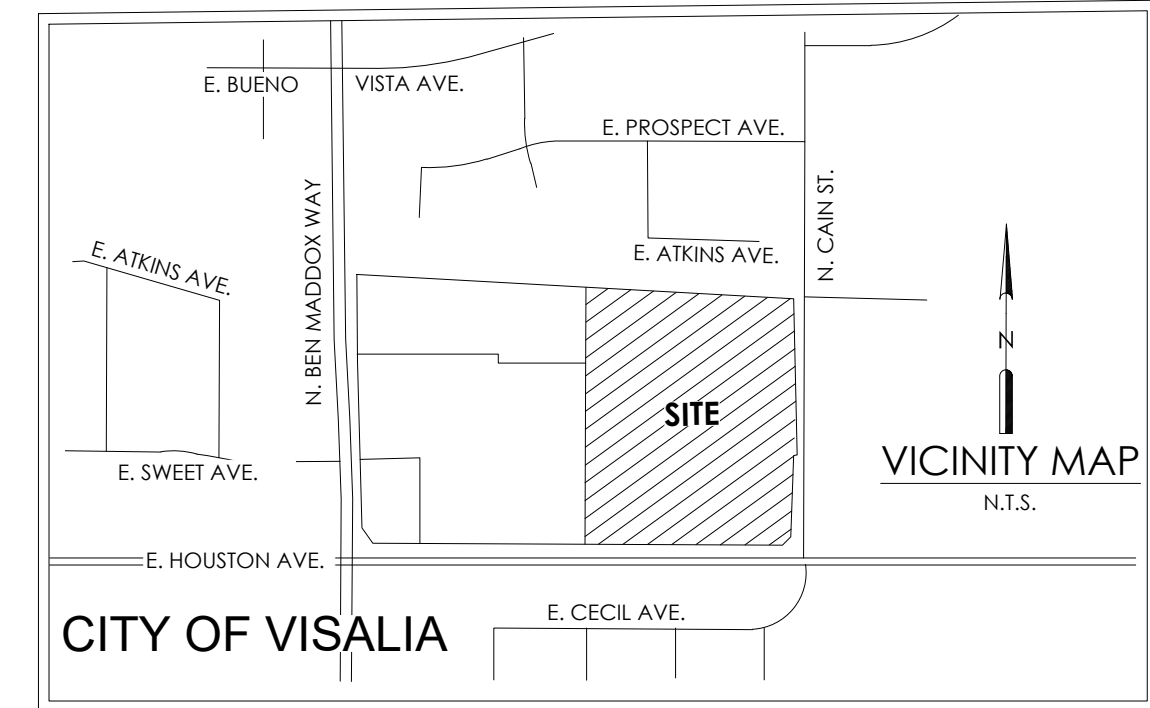 E. BUENO VISTA AVE.
E. PROSPECT AVE.
N. CAIN ST.
N. BEN MADDOX WAY
E. ATKINS AVE.
E. ATKINS AVE.
N
SITE
VICINITY MAP
N.T.S.
E. SWEET AVE.
E. HOUSTON AVE.
E. CECIL AVE.
CITY OF VISALIA